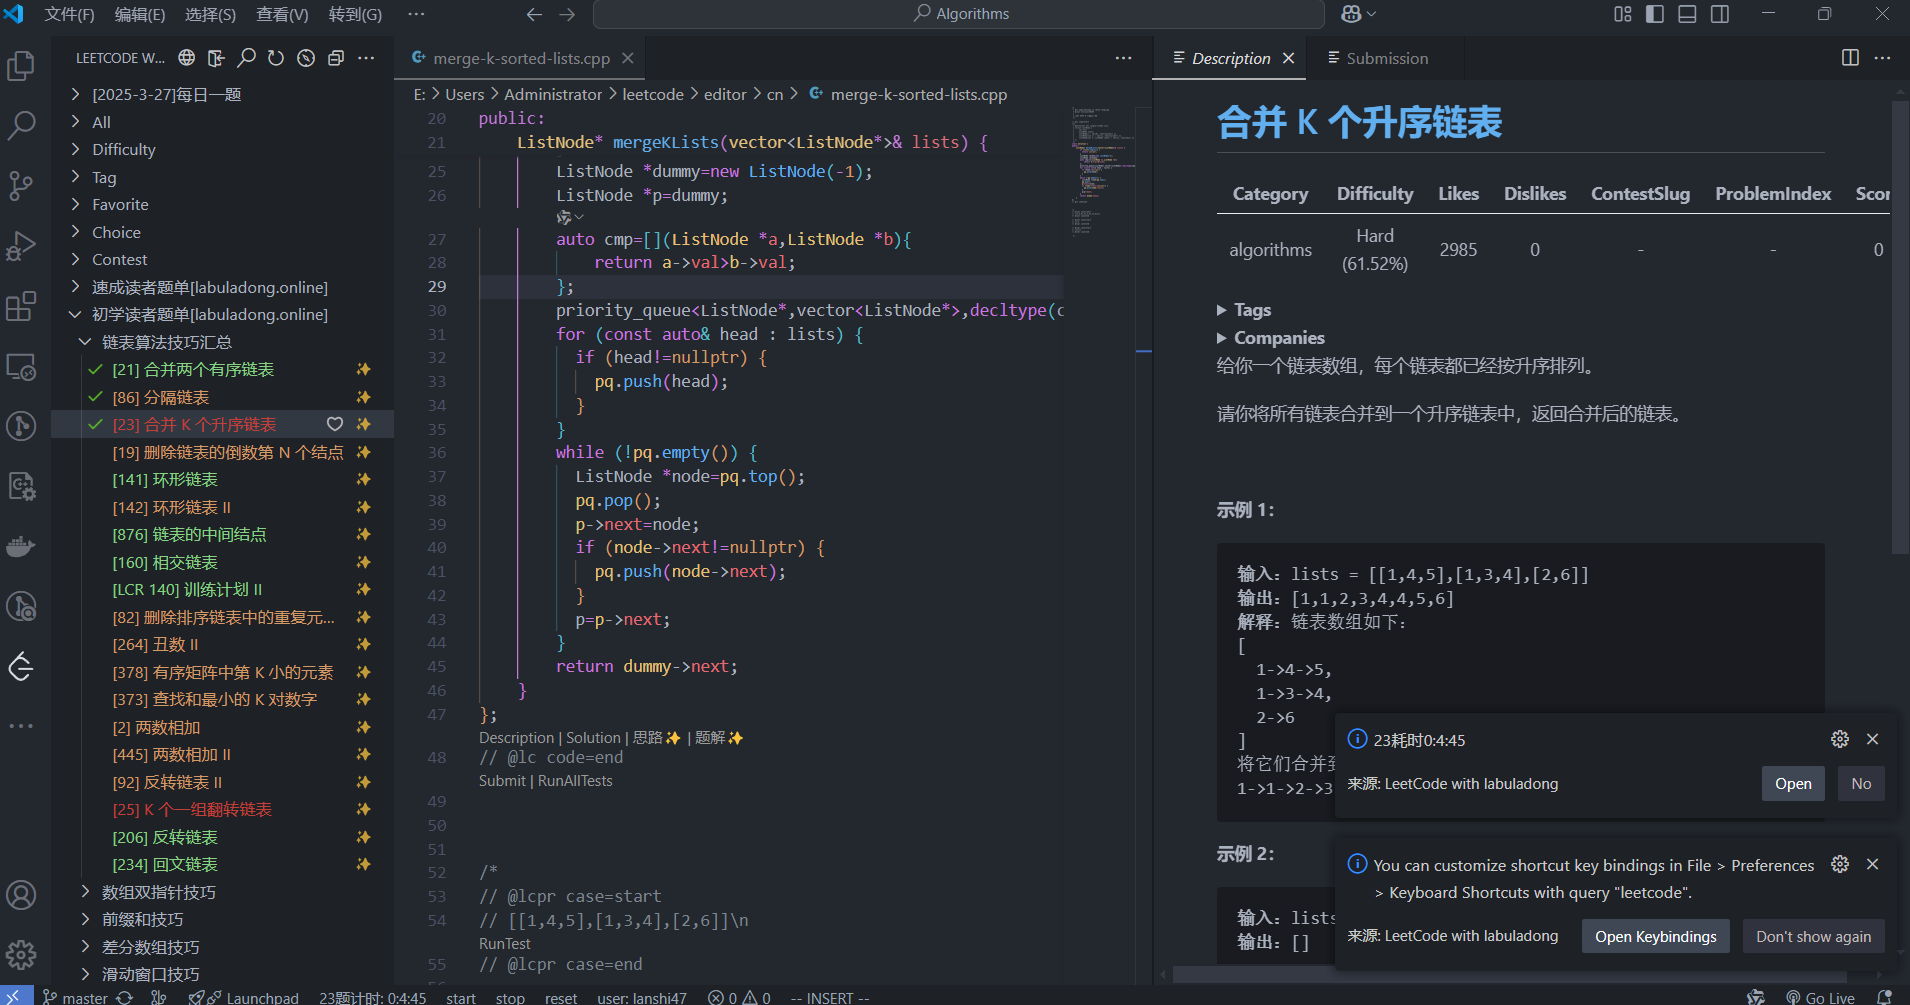 文件(F) 编辑(E) 选择(S) 查看(V) 转到(G) ··· Algorithms
LEETCODE W...
[2025-3-27]每日一题
All
Difficulty
Tag
Favorite
Choice
Contest
速成读者题单[labuladong.online]
初学读者题单[labuladong.online]
链表算法技巧汇总
[21] 合并两个有序链表
[86] 分隔链表
[23] 合并 K 个升序链表
[19] 删除链表的倒数第 N 个结点
[141] 环形链表
[142] 环形链表 II
[876] 链表的中间结点
[160] 相交链表
[LCR 140] 训练计划 II
[82] 删除排序链表中的重复元...
[264] 丑数 II
[378] 有序矩阵中第 K 小的元素
[373] 查找和最小的 K 对数字
[2] 两数相加
[445] 两数相加 II
[92] 反转链表 II
[25] K 个一组翻转链表
[206] 反转链表
[234] 回文链表
数组双指针技巧
前缀和技巧
差分数组技巧
滑动窗口技巧
merge-k-sorted-lists.cpp
E: > Users > Administrator > leetcode > editor > cn > merge-k-sorted-lists.cpp
20 public:
21 ListNode* mergeKLists(vector<ListNode*>& lists) {
25 ListNode *dummy=new ListNode(-1);
26 ListNode *p=dummy;
27 auto cmp=[](ListNode *a,ListNode *b){
28 return a->val>b->val;
29 };
30 priority_queue<ListNode*,vector<ListNode*>,decltype(c
31 for (const auto& head : lists) {
32 if (head!=nullptr) {
33 pq.push(head);
34 }
35 }
36 while (!pq.empty()) {
37 ListNode *node=pq.top();
38 pq.pop();
39 p->next=node;
40 if (node->next!=nullptr) {
41 pq.push(node->next);
42 }
43 p=p->next;
44 }
45 return dummy->next;
46 }
47 };
Description | Solution | 思路✨ | 题解✨
48 // @lc code=end
Submit | RunAllTests
49
50
51
52 /*
53 // @lcpr case=start
54 // [[1,4,5],[1,3,4],[2,6]]\n
RunTest
55 // @lcpr case=end
Description Submission
合并 K 个升序链表
Category Difficulty Likes Dislikes ContestSlug ProblemIndex Scor
algorithms Hard (61.52%) 2985 0 - - 0
Tags
Companies
给你一个链表数组，每个链表都已经按升序排列。
请你将所有链表合并到一个升序链表中，返回合并后的链表。
示例 1：
输入：lists = [[1,4,5],[1,3,4],[2,6]]
输出：[1,1,2,3,4,4,5,6]
解释：链表数组如下：
[
1->4->5,
1->3->4,
2->6
]
将它们合并到
1->1->2->3
示例 2：
输入：lists
输出：[]
23耗时0:4:45
来源: LeetCode with labuladong
Open No
You can customize shortcut key bindings in File > Preferences
> Keyboard Shortcuts with query "leetcode".
来源: LeetCode with labuladong
Open Keybindings Don't show again
master Launchpad 23题计时: 0:4:45 start stop reset user: lanshi47 0 0 -- INSERT -- Go Live